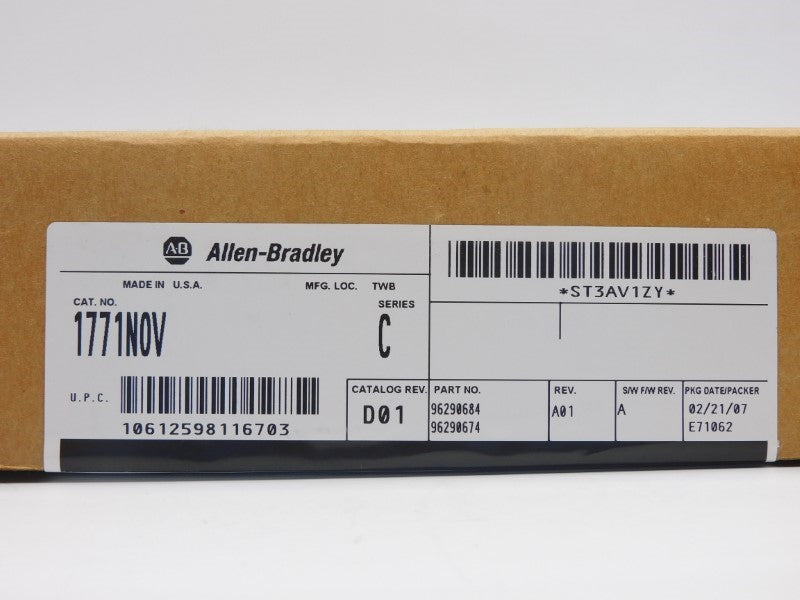 A-B Allen-Bradley
MADE IN U.S.A. MFG. LOC. TWB
CAT. NO. SERIES
1771NOV C
U.P.C.
10612598116703
CATALOG REV.
D01
*ST3AV1ZY*
PART NO. REV. S/W F/W REV. PKG DATE/PACKER
96290684 A01 A 02/21/07
96290674 E71062